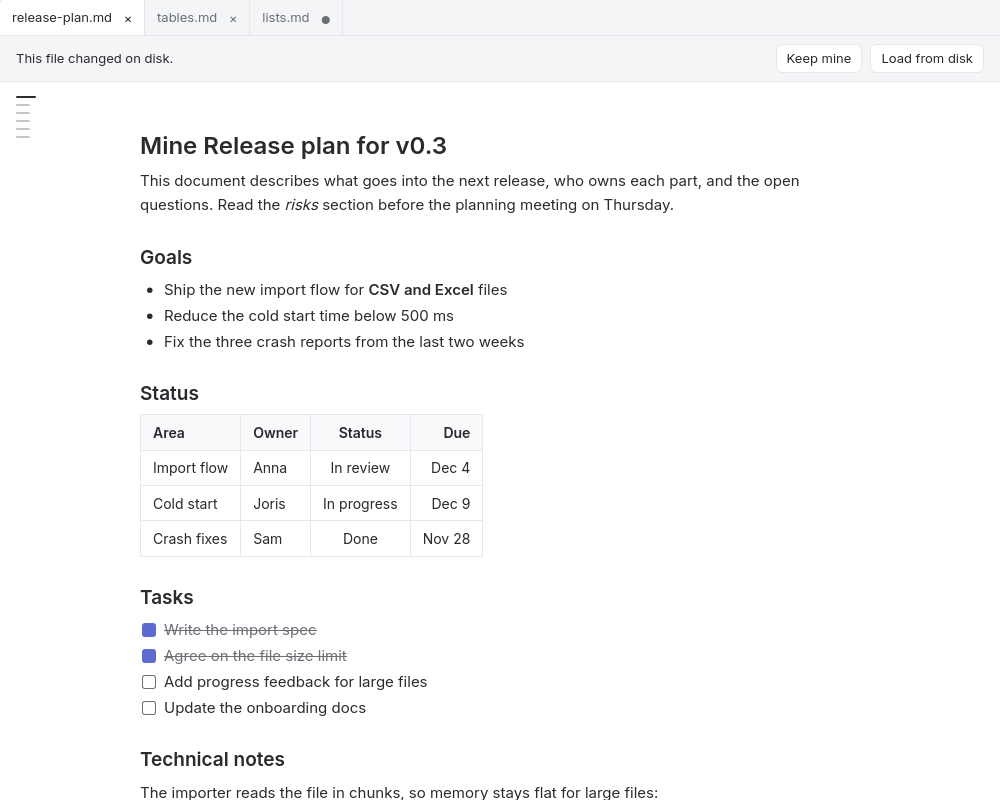 release-plan.md × tables.md × lists.md ●
This file changed on disk. Keep mine Load from disk
Mine Release plan for v0.3
This document describes what goes into the next release, who owns each part, and the open
questions. Read the risks section before the planning meeting on Thursday.
Goals
• Ship the new import flow for CSV and Excel files
• Reduce the cold start time below 500 ms
• Fix the three crash reports from the last two weeks
Status
Area Owner Status Due
Import flow Anna In review Dec 4
Cold start Joris In progress Dec 9
Crash fixes Sam Done Nov 28
Tasks
Write the import spec
Agree on the file size limit
Add progress feedback for large files
Update the onboarding docs
Technical notes
The importer reads the file in chunks, so memory stays flat for large files: